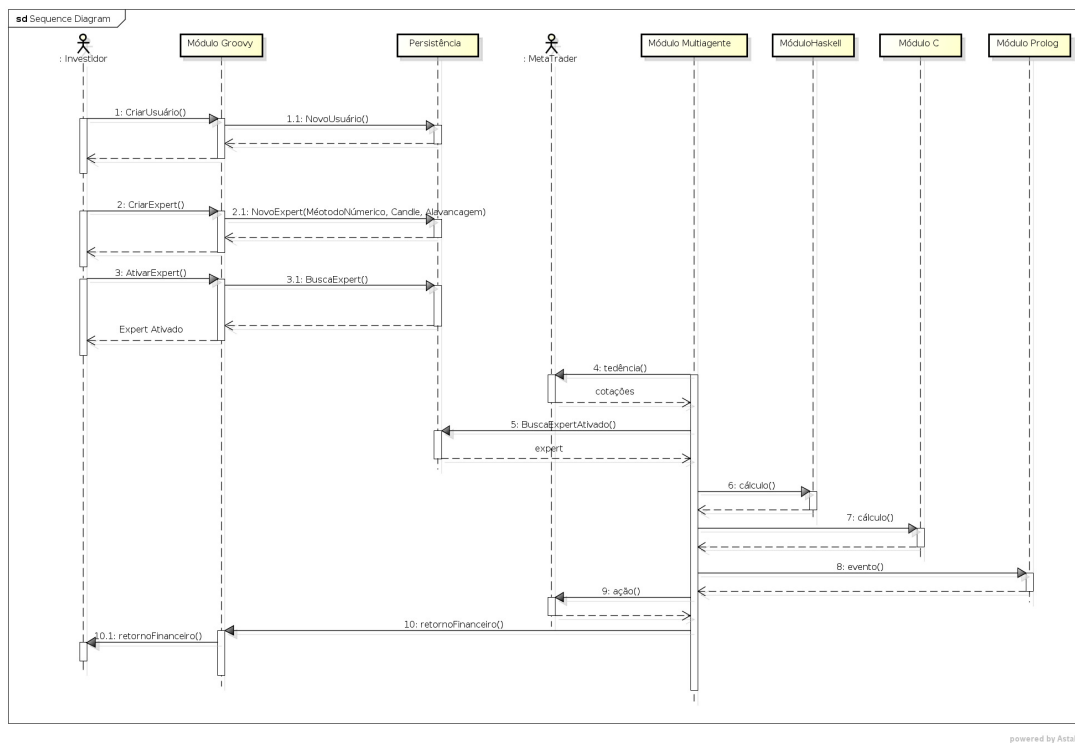 sd Sequence Diagram
Módulo Groovy
Persistência
Módulo Multiagente
MóduloHaskell
Módulo C
Módulo Prolog
: Investidor
: MetaTrader
1: CriarUsuário()
1.1: NovoUsuário()
2: CriarExpert()
2.1: NovoExpert(MéotodoNúmerico, Candle, Alavancagem)
3: AtivarExpert()
3.1: BuscaExpert()
Expert Ativado
4: tedência()
cotações
5: BuscaExpertAtivado()
expert
6: cálculo()
7: cálculo()
8: evento()
9: ação()
10: retornoFinanceiro()
10.1: retornoFinanceiro()
powered by Asta